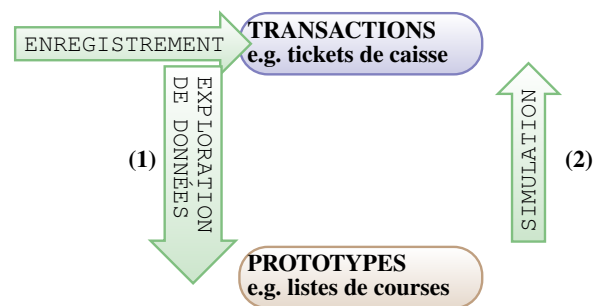 ENREGISTREMENT
TRANSACTIONS
e.g. tickets de caisse
EXPLORATION
DE DONNÉES
(1)
SIMULATION
(2)
PROTOTYPES
e.g. listes de courses